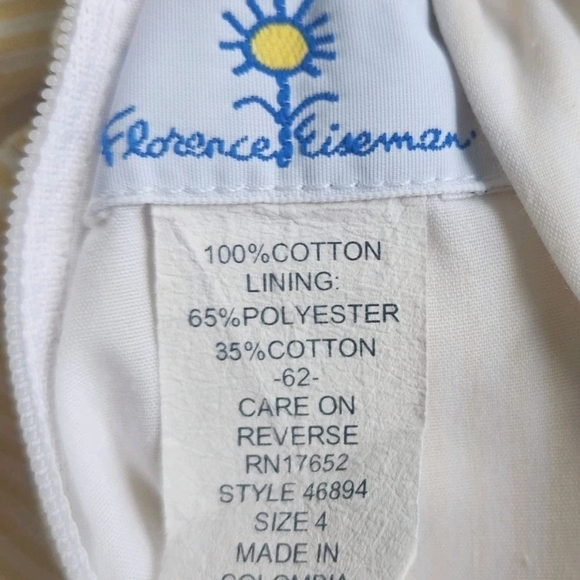 Florence Eiseman
100%COTTON
LINING:
65%POLYESTER
35%COTTON
-62-
CARE ON
REVERSE
RN17652
STYLE 46894
SIZE 4
MADE IN
COLOMBIA